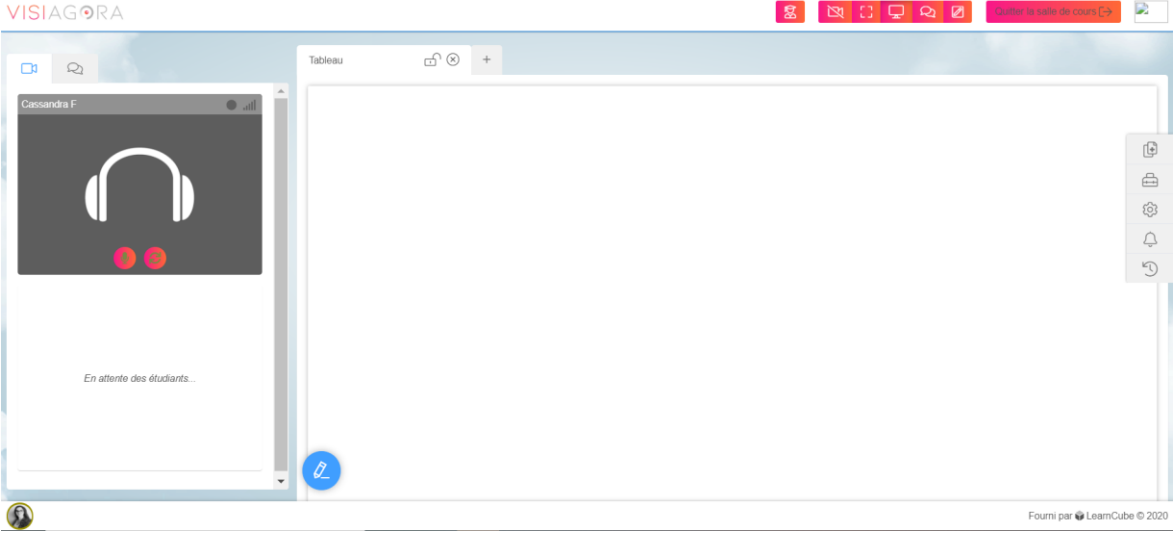 VISIAGORA
Quitter la salle de cours
Tableau
Cassandra F
En attente des étudiants...
Fourni par LearnCube © 2020